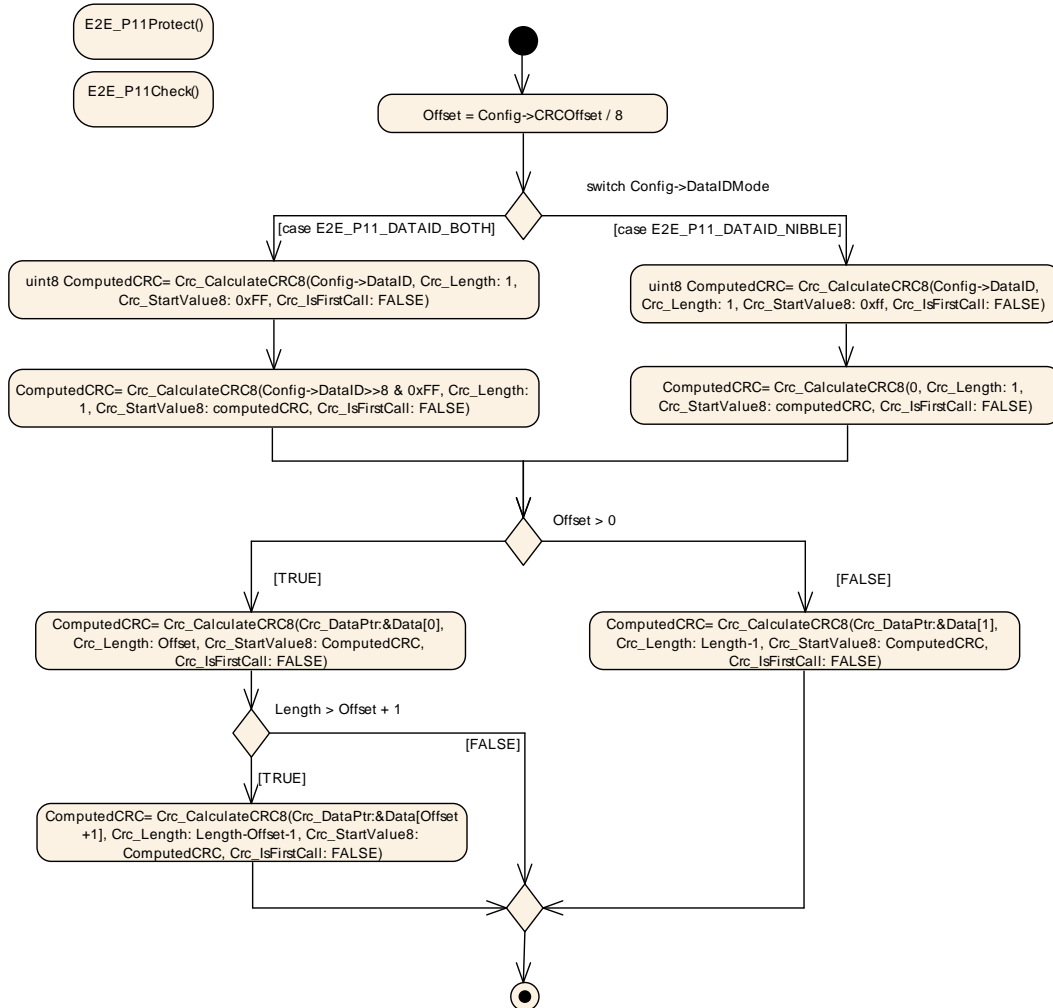 E2E_P11Protect()
E2E_P11Check()
Offset = Config->CRCOffset / 8
switch Config->DataIDMode
[case E2E_P11_DATAID_BOTH]
[case E2E_P11_DATAID_NIBBLE]
uint8 ComputedCRC= Crc_CalculateCRC8(Config->DataID, Crc_Length: 1,
Crc_StartValue8: 0xFF, Crc_IsFirstCall: FALSE)
uint8 ComputedCRC= Crc_CalculateCRC8(Config->DataID,
Crc_Length: 1, Crc_StartValue8: 0xff, Crc_IsFirstCall: FALSE)
ComputedCRC= Crc_CalculateCRC8(Config->DataID>>8 & 0xFF, Crc_Length:
1, Crc_StartValue8: computedCRC, Crc_IsFirstCall: FALSE)
ComputedCRC= Crc_CalculateCRC8(0, Crc_Length: 1,
Crc_StartValue8: computedCRC, Crc_IsFirstCall: FALSE)
Offset > 0
[TRUE]
[FALSE]
ComputedCRC= Crc_CalculateCRC8(Crc_DataPtr:&Data[0],
Crc_Length: Offset, Crc_StartValue8: ComputedCRC,
Crc_IsFirstCall: FALSE)
ComputedCRC= Crc_CalculateCRC8(Crc_DataPtr:&Data[1],
Crc_Length: Length-1, Crc_StartValue8: ComputedCRC,
Crc_IsFirstCall: FALSE)
Length > Offset + 1
[FALSE]
[TRUE]
ComputedCRC= Crc_CalculateCRC8(Crc_DataPtr:&Data[Offset
+1], Crc_Length: Length-Offset-1, Crc_StartValue8:
ComputedCRC, Crc_IsFirstCall: FALSE)